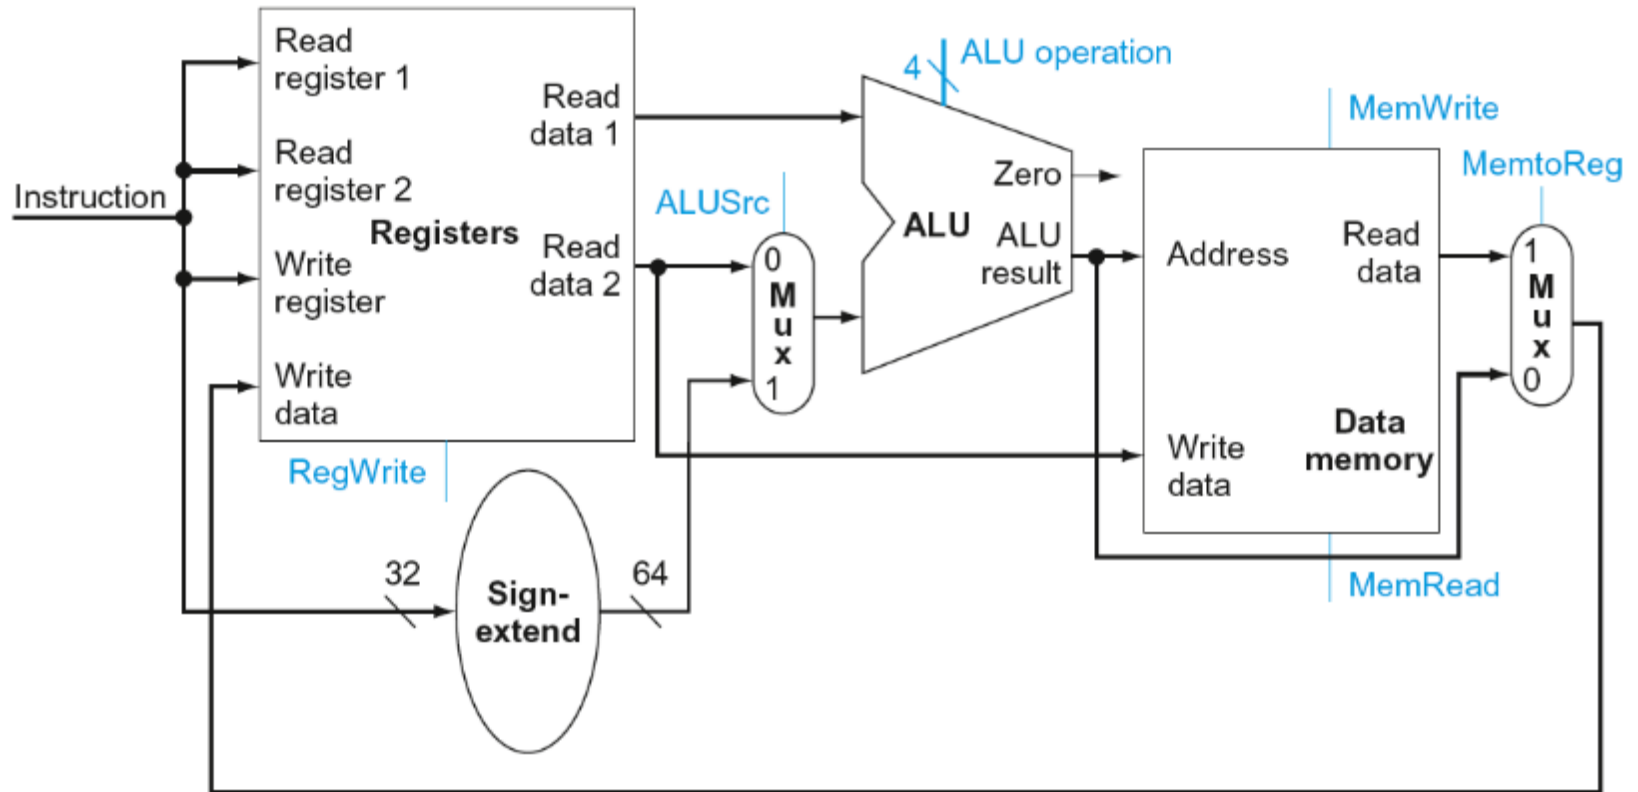 Instruction
Read
register 1
Read
register 2
Registers
Write
register
Write
data
Read
data 1
Read
data 2
RegWrite
32
Sign-
extend
64
ALUSrc
0
M
u
x
1
4
ALU operation
Zero
ALU
ALU
result
MemWrite
Address
Read
data
Write
data
Data
memory
MemRead
MemtoReg
1
M
u
x
0